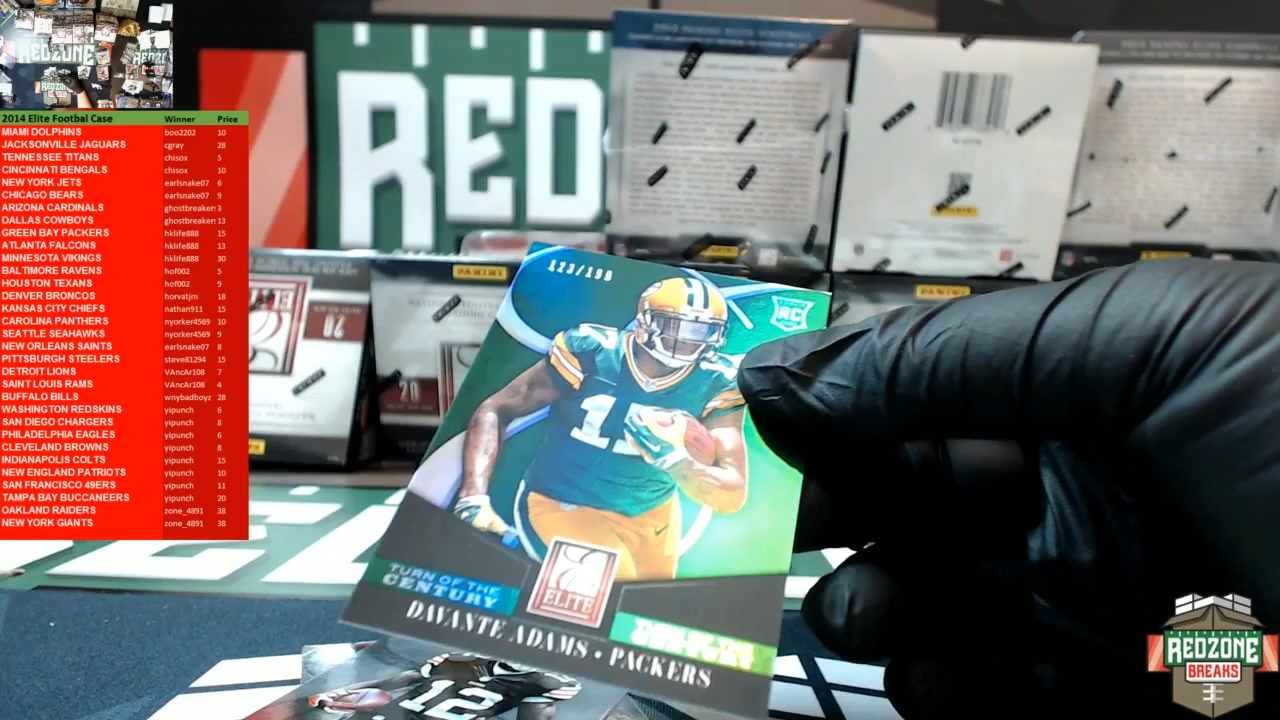 REDZONE
2014 Elite Footbal Case Winner Price
MIAMI DOLPHINS boo2202 10
JACKSONVILLE JAGUARS cgray 28
TENNESSEE TITANS chisox 5
CINCINNATI BENGALS chisox 10
NEW YORK JETS earlsnake07 6
CHICAGO BEARS earlsnake07 9
ARIZONA CARDINALS ghostbreaker 3
DALLAS COWBOYS ghostbreaker 13
GREEN BAY PACKERS hklife888 15
ATLANTA FALCONS hklife888 13
MINNESOTA VIKINGS hklife888 30
BALTIMORE RAVENS hof002 5
HOUSTON TEXANS hof002 9
DENVER BRONCOS horvatjm 18
KANSAS CITY CHIEFS nathan911 15
CAROLINA PANTHERS nyorker4569 10
SEATTLE SEAHAWKS nyorker4569 9
NEW ORLEANS SAINTS earlsnake07 8
PITTSBURGH STEELERS steve81294 15
DETROIT LIONS VAncAr108 7
SAINT LOUIS RAMS VAncAr108 4
BUFFALO BILLS wnybadboyz 28
WASHINGTON REDSKINS yipunch 6
SAN DIEGO CHARGERS yipunch 8
PHILADELPHIA EAGLES yipunch 6
CLEVELAND BROWNS yipunch 8
INDIANAPOLIS COLTS yipunch 15
NEW ENGLAND PATRIOTS yipunch 10
SAN FRANCISCO 49ERS yipunch 11
TAMPA BAY BUCCANEERS yipunch 20
OAKLAND RAIDERS zone_4891 38
NEW YORK GIANTS zone_4891 38
RED
PANINI
PANINI
20
20
123/199
RC
17
TURN OF THE
CENTURY
ELITE
DAVANTE ADAMS • PACKERS
12
REDZONE
BREAKS